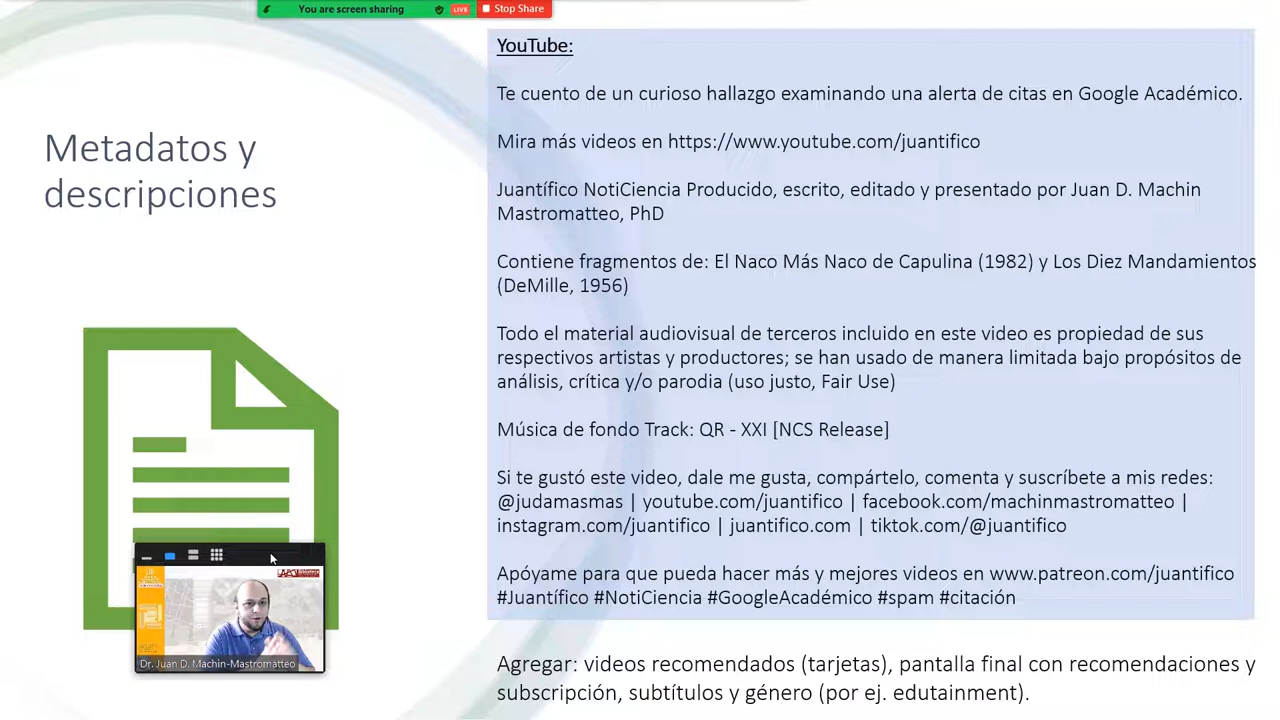 You are screen sharing
LIVE
Stop Share
Metadatos y
descripciones
YouTube:
Te cuento de un curioso hallazgo examinando una alerta de citas en Google Académico.
Mira más videos en https://www.youtube.com/juantifico
Juantífico NotiCiencia Producido, escrito, editado y presentado por Juan D. Machin
Mastromatteo, PhD
Contiene fragmentos de: El Naco Más Naco de Capulina (1982) y Los Diez Mandamientos
(DeMille, 1956)
Todo el material audiovisual de terceros incluido en este video es propiedad de sus
respectivos artistas y productores; se han usado de manera limitada bajo propósitos de
análisis, crítica y/o parodia (uso justo, Fair Use)
Música de fondo Track: QR - XXI [NCS Release]
Si te gustó este video, dale me gusta, compártelo, comenta y suscríbete a mis redes:
@judamasmas | youtube.com/juantifico | facebook.com/machinmastromatteo |
instagram.com/juantifico | juantifico.com | tiktok.com/@juantifico
Apóyame para que pueda hacer más y mejores videos en www.patreon.com/juantifico
#Juantífico #NotiCiencia #GoogleAcadémico #spam #citación
Agregar: videos recomendados (tarjetas), pantalla final con recomendaciones y
subscripción, subtítulos y género (por ej. edutainment).
Dr. Juan D. Machin-Mastromatteo